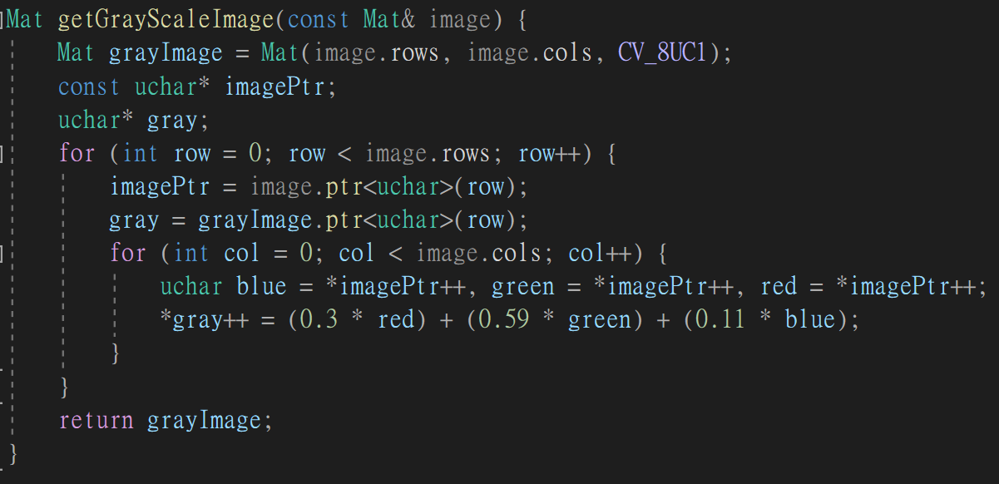 Mat getGrayScaleImage(const Mat& image) {
    Mat grayImage = Mat(image.rows, image.cols, CV_8UC1);
    const uchar* imagePtr;
    uchar* gray;
    for (int row = 0; row < image.rows; row++) {
        imagePtr = image.ptr<uchar>(row);
        gray = grayImage.ptr<uchar>(row);
        for (int col = 0; col < image.cols; col++) {
            uchar blue = *imagePtr++, green = *imagePtr++, red = *imagePtr++;
            *gray++ = (0.3 * red) + (0.59 * green) + (0.11 * blue);
        }
    }
    return grayImage;
}